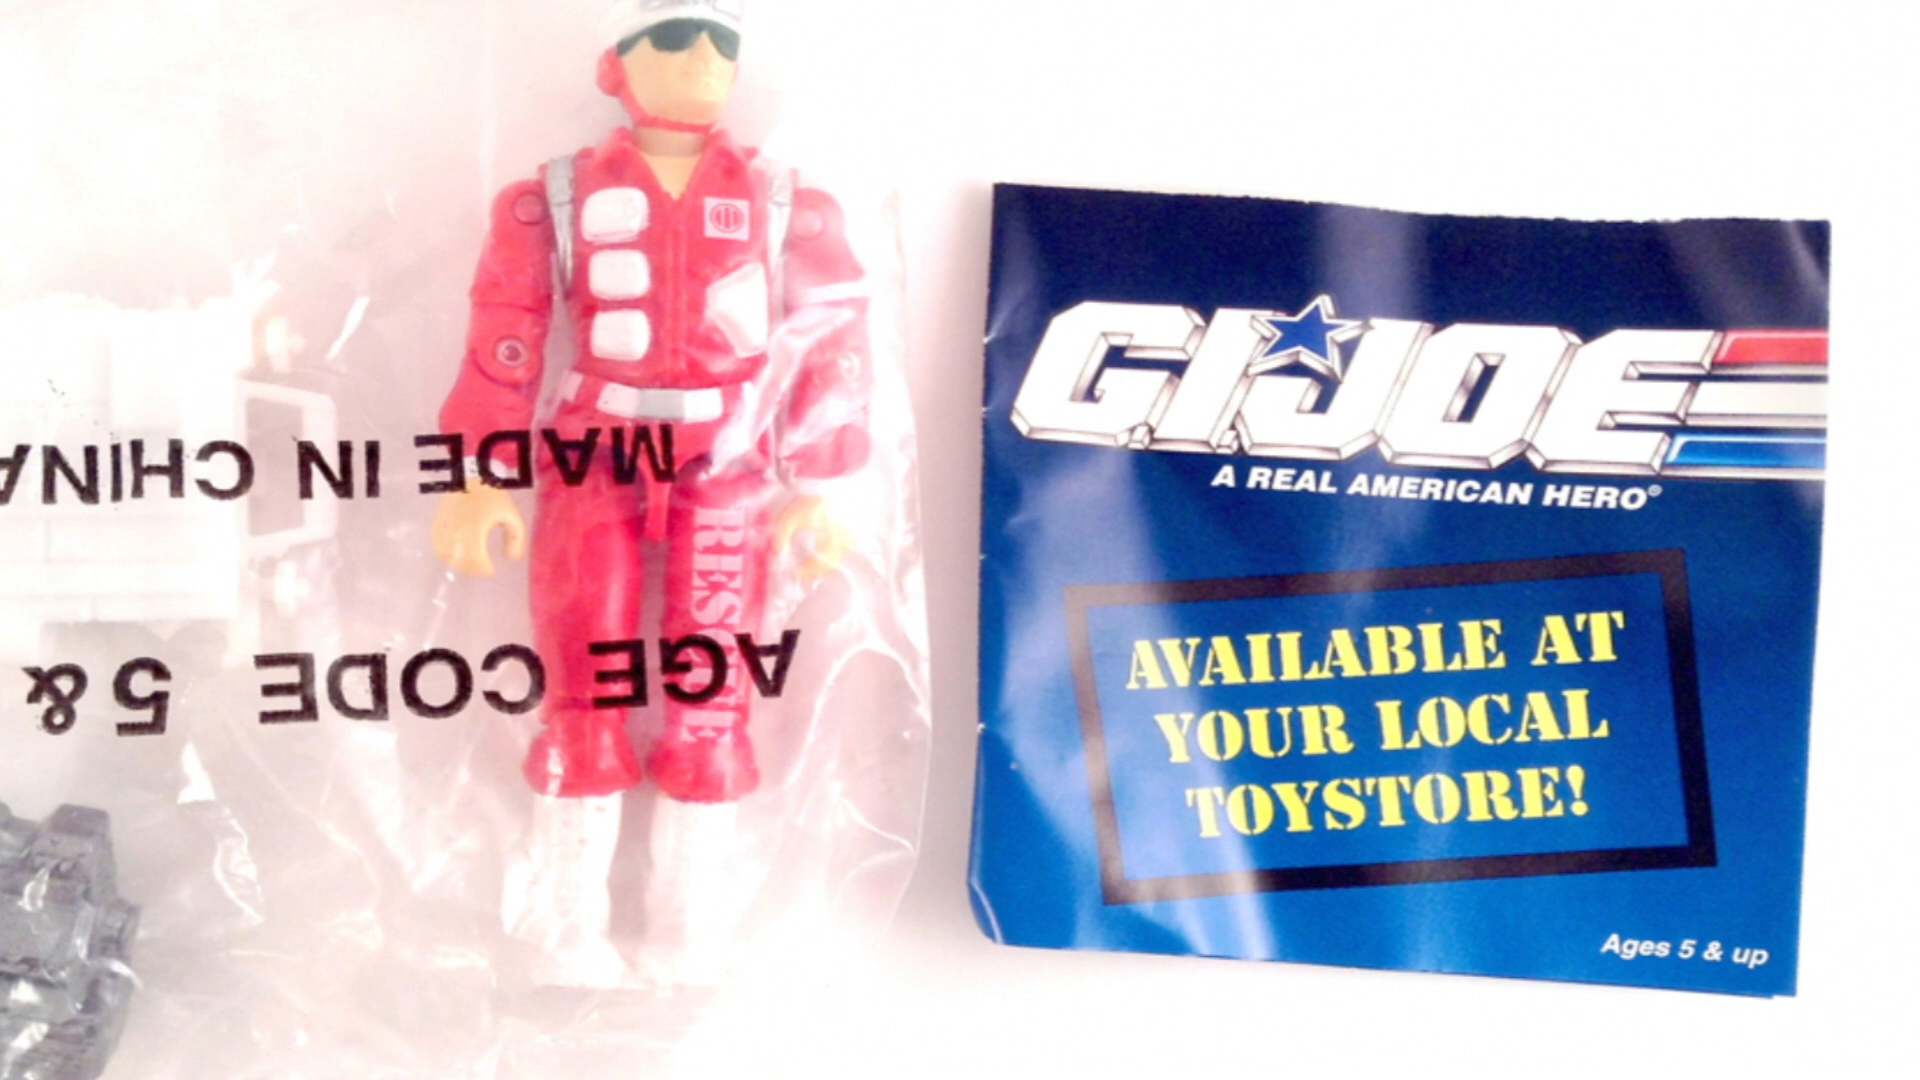 MADE IN CHINA
AGE CODE 5&
RESCUE
G.I.JOE
A REAL AMERICAN HERO®
AVAILABLE AT
YOUR LOCAL
TOYSTORE!
Ages 5 & up